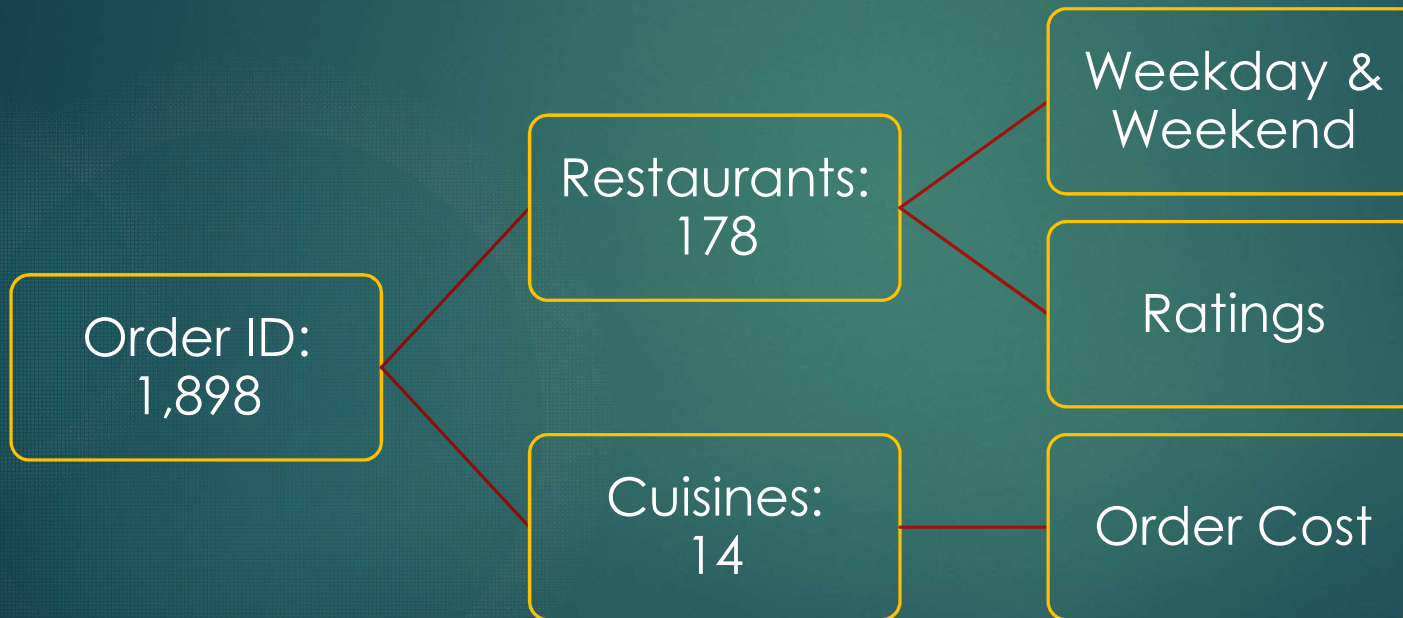 Order ID:
1,898
Restaurants:
178
Cuisines:
14
Weekday &
Weekend
Ratings
Order Cost